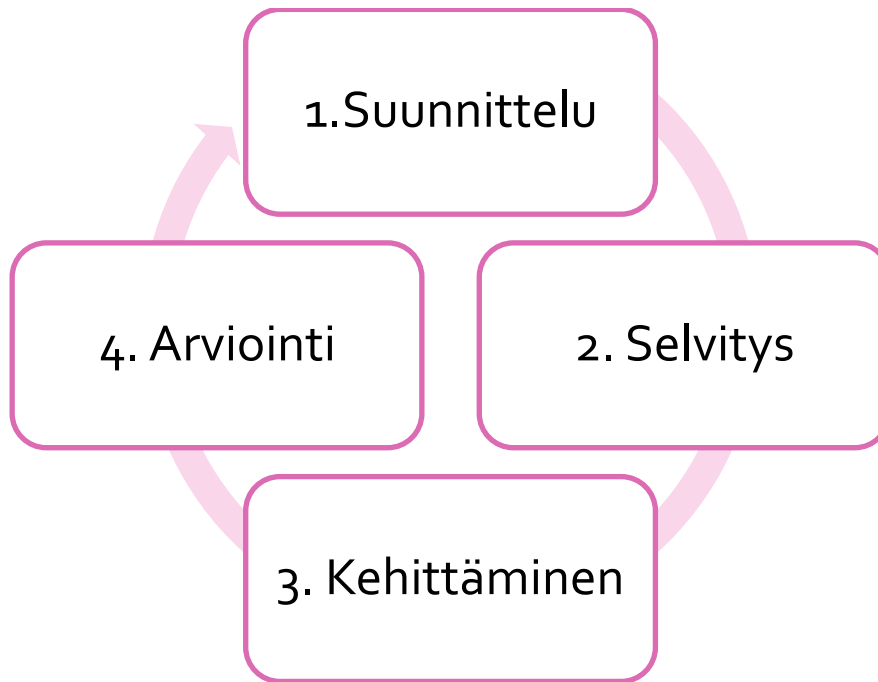 1.Suunnittelu
2. Selvitys
3. Kehittäminen
4. Arviointi